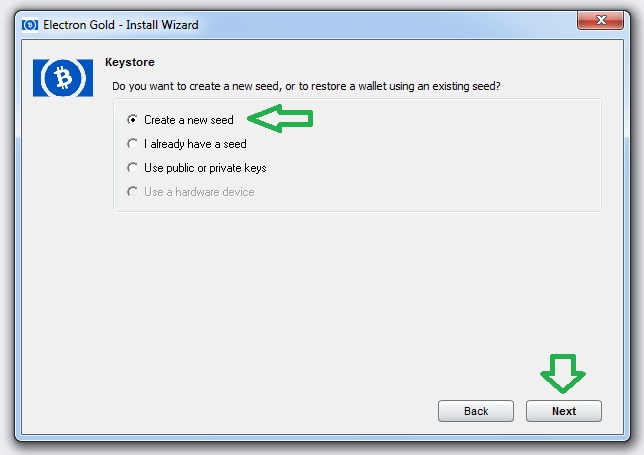 Electron Gold - Install Wizard
Keystore
Do you want to create a new seed, or to restore a wallet using an existing seed?
Create a new seed
I already have a seed
Use public or private keys
Use a hardware device
Back
Next